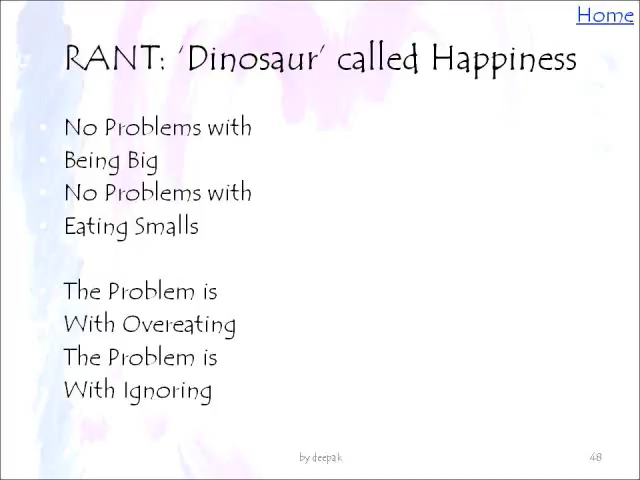 Home
RANT: ‘Dinosaur’ called Happiness
No Problems with
Being Big
No Problems with
Eating Smalls
The Problem is
With Overeating
The Problem is
With Ignoring
by deepak
48